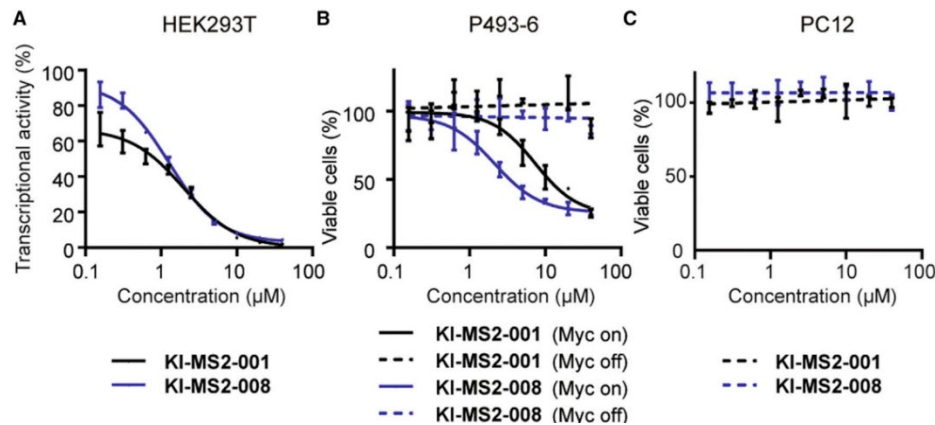 A
HEK293T
Transcriptional activity (%)
100
80
60
40
20
0
0.1
1
10
100
Concentration (µM)
KI-MS2-001
KI-MS2-008
B
P493-6
Viable cells (%)
100
50
0
0.1
1
10
100
Concentration (µM)
KI-MS2-001 (Myc on)
KI-MS2-001 (Myc off)
KI-MS2-008 (Myc on)
KI-MS2-008 (Myc off)
C
PC12
Viable cells (%)
100
50
0
0.1
1
10
100
Concentration (µM)
KI-MS2-001
KI-MS2-008